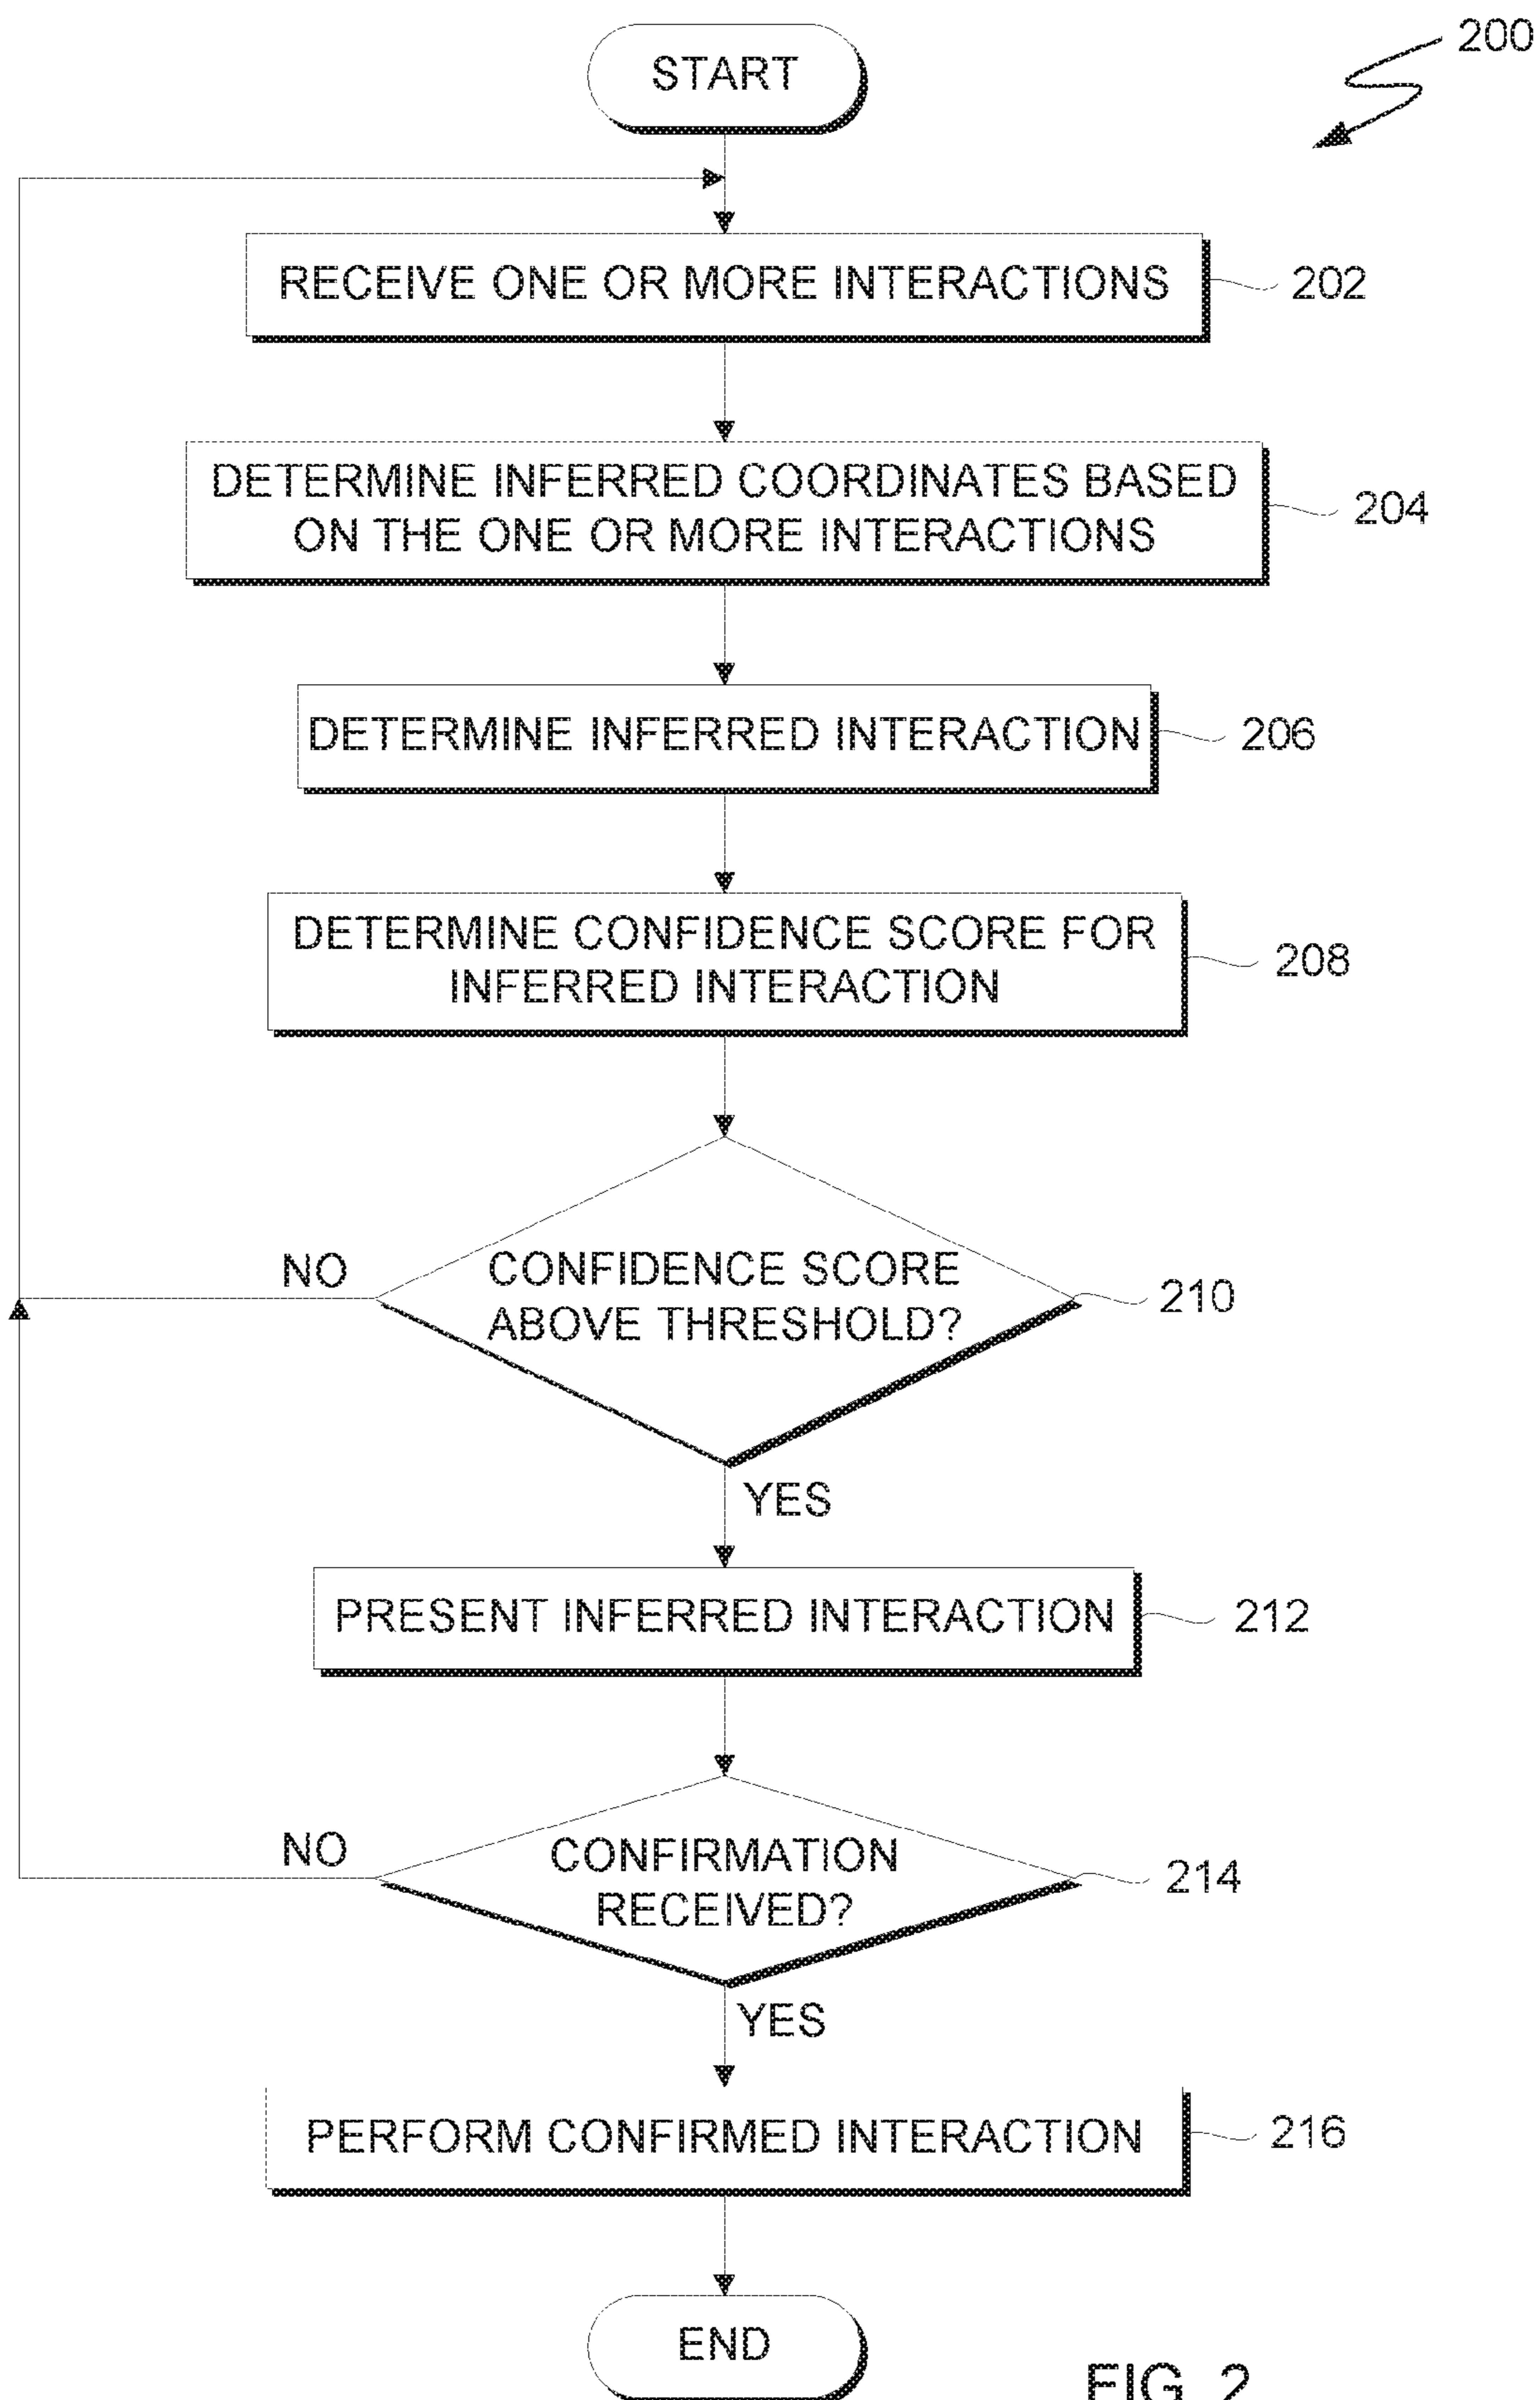 200
START
RECEIVE ONE OR MORE INTERACTIONS
202
DETERMINE INFERRED COORDINATES BASED
ON THE ONE OR MORE INTERACTIONS
204
DETERMINE INFERRED INTERACTION
206
DETERMINE CONFIDENCE SCORE FOR
INFERRED INTERACTION
208
NO
CONFIDENCE SCORE
ABOVE THRESHOLD?
210
YES
PRESENT INFERRED INTERACTION
212
NO
CONFIRMATION
RECEIVED?
214
YES
PERFORM CONFIRMED INTERACTION
216
END
FIG. 2